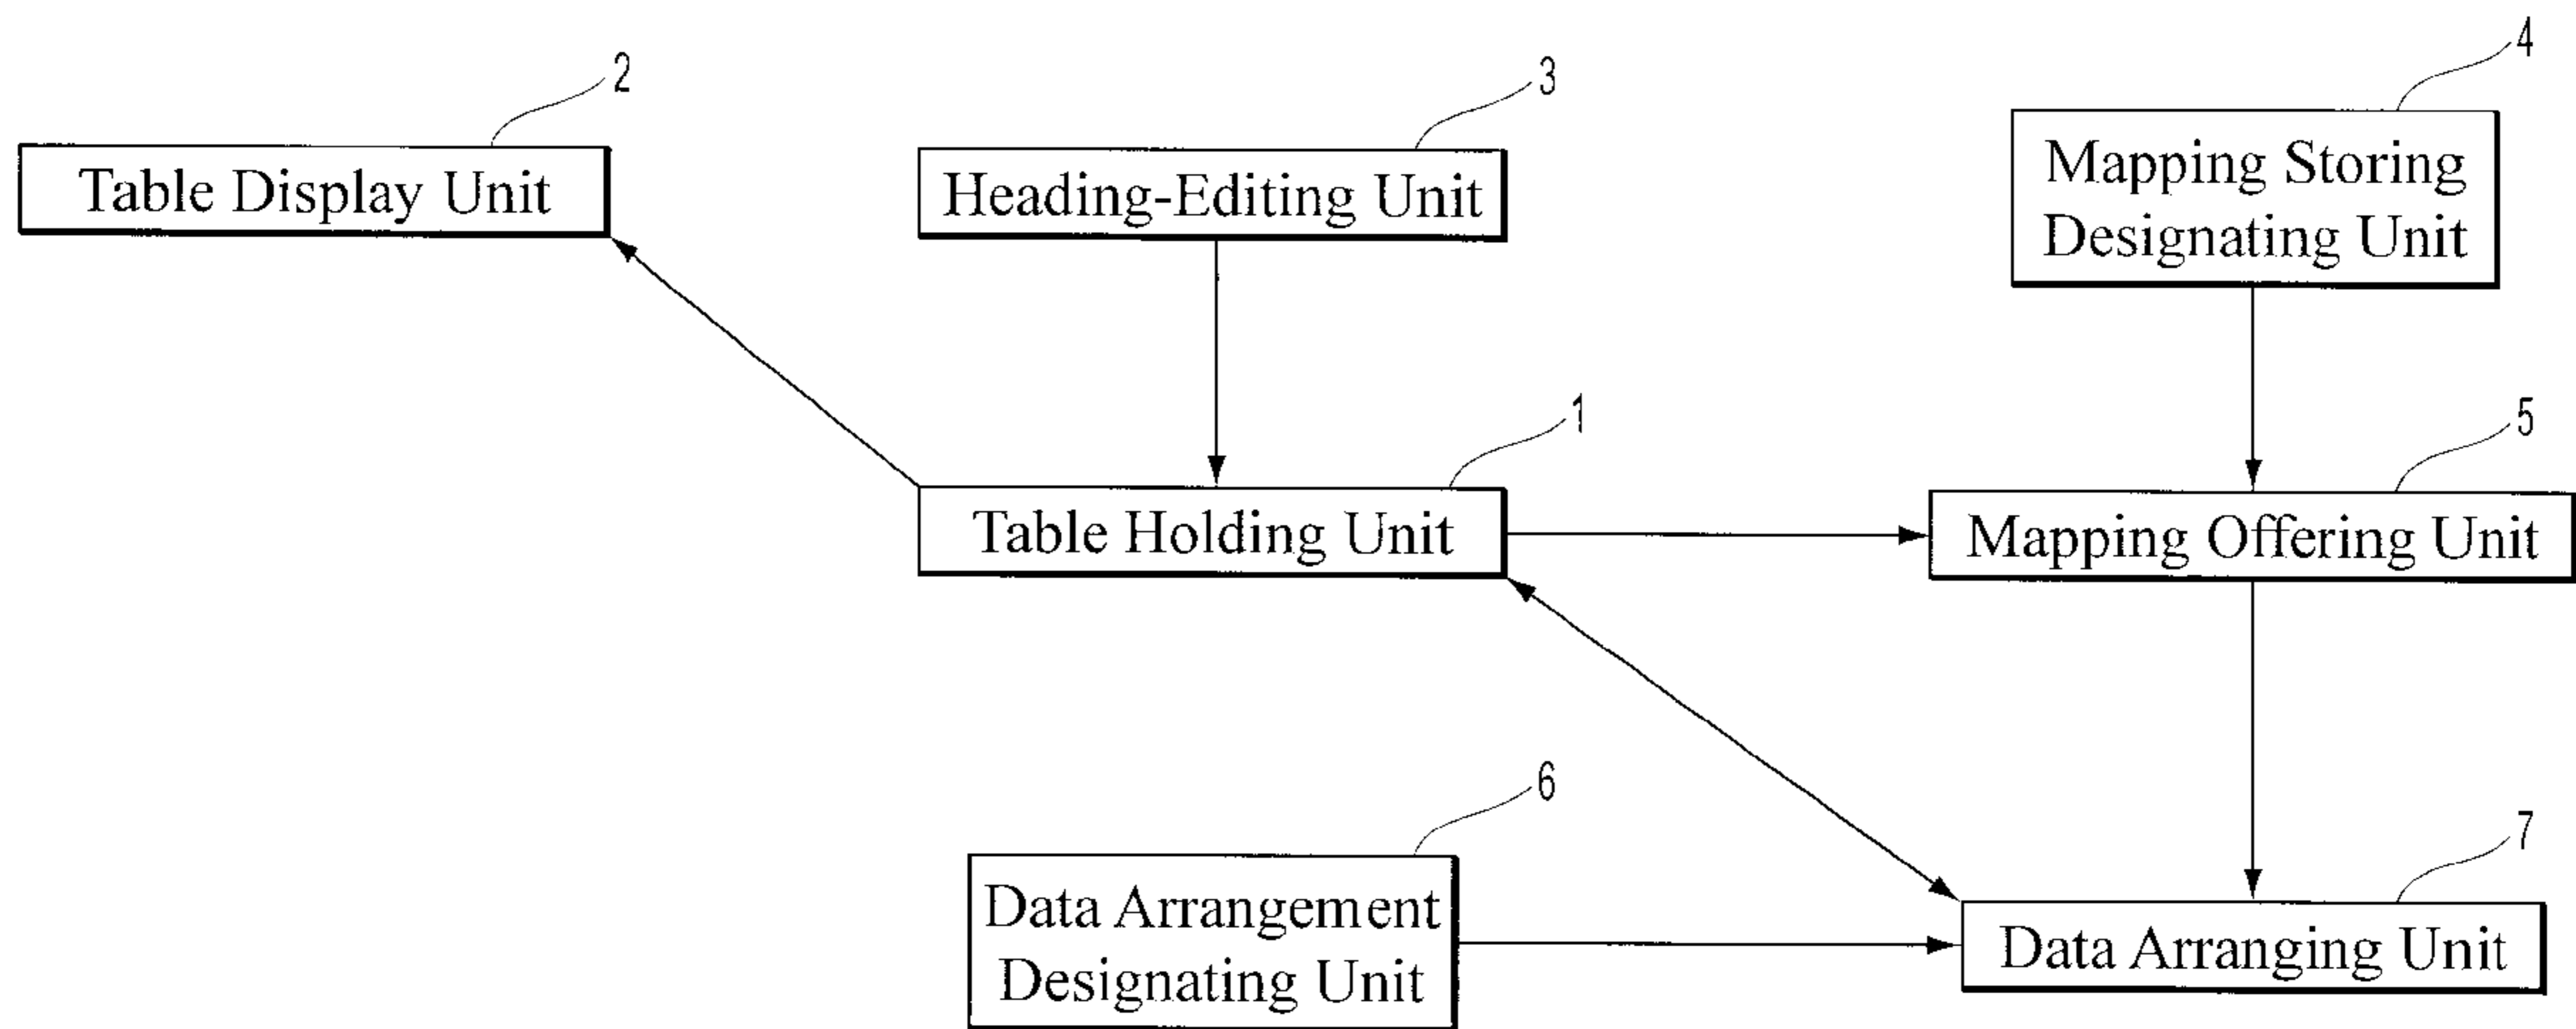 2
Table Display Unit
3
Heading-Editing Unit
4
Mapping Storing
Designating Unit
1
Table Holding Unit
5
Mapping Offering Unit
6
Data Arrangement
Designating Unit
7
Data Arranging Unit